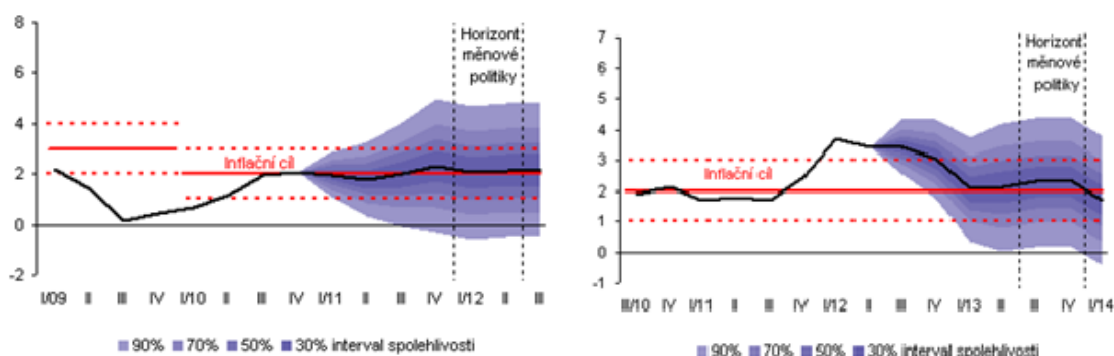 8
6
4
2
0
-2
Horizont
měnové
politiky
Inflační cíl
I/09 II III IV I/10 II III IV I/11 II III IV I/12 II III
90% 70% 50% 30% interval spolehlivosti
7
6
5
4
3
2
1
0
-1
Horizont
měnové
politiky
Inflační cíl
III/10 IV I/11 II III IV I/12 II III IV I/13 II III IV I/14
90% 70% 50% 30% interval spolehlivosti